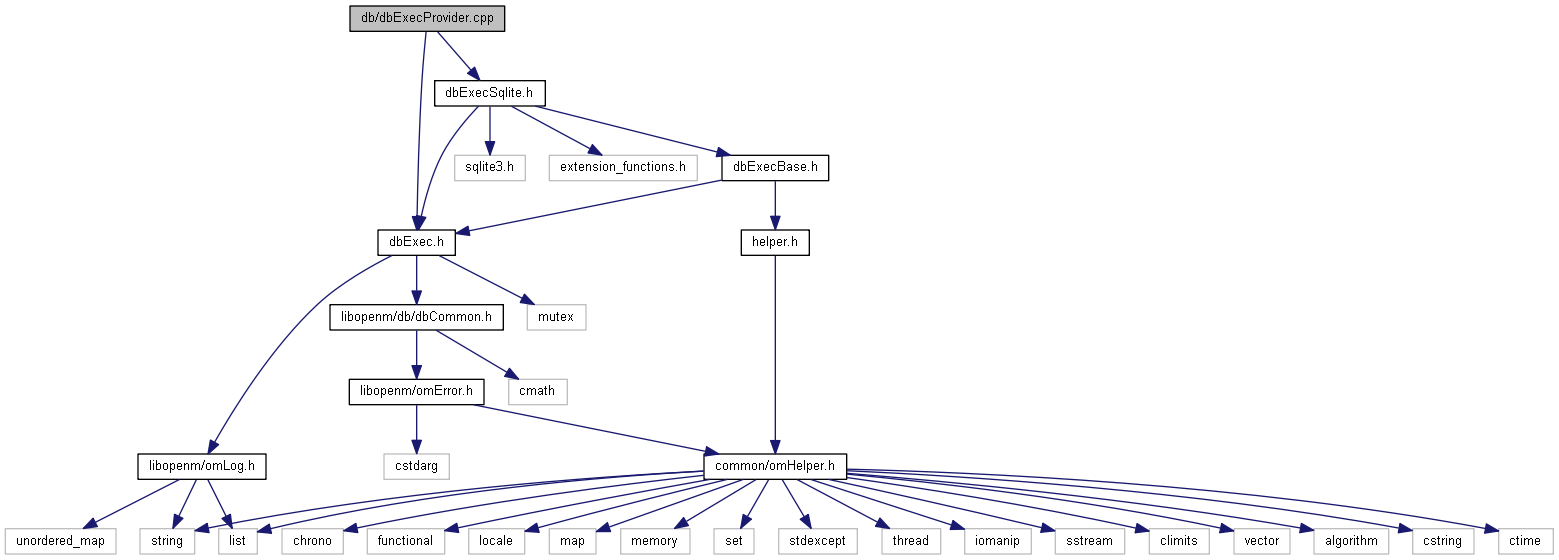 db/dbExecProvider.cpp
dbExecSqlite.h
sqlite3.h
extension_functions.h
dbExecBase.h
dbExec.h
helper.h
libopenm/db/dbCommon.h
mutex
libopenm/omError.h
cmath
libopenm/omLog.h
cstdarg
common/omHelper.h
unordered_map
string
list
chrono
functional
locale
map
memory
set
stdexcept
thread
iomanip
sstream
climits
vector
algorithm
cstring
ctime